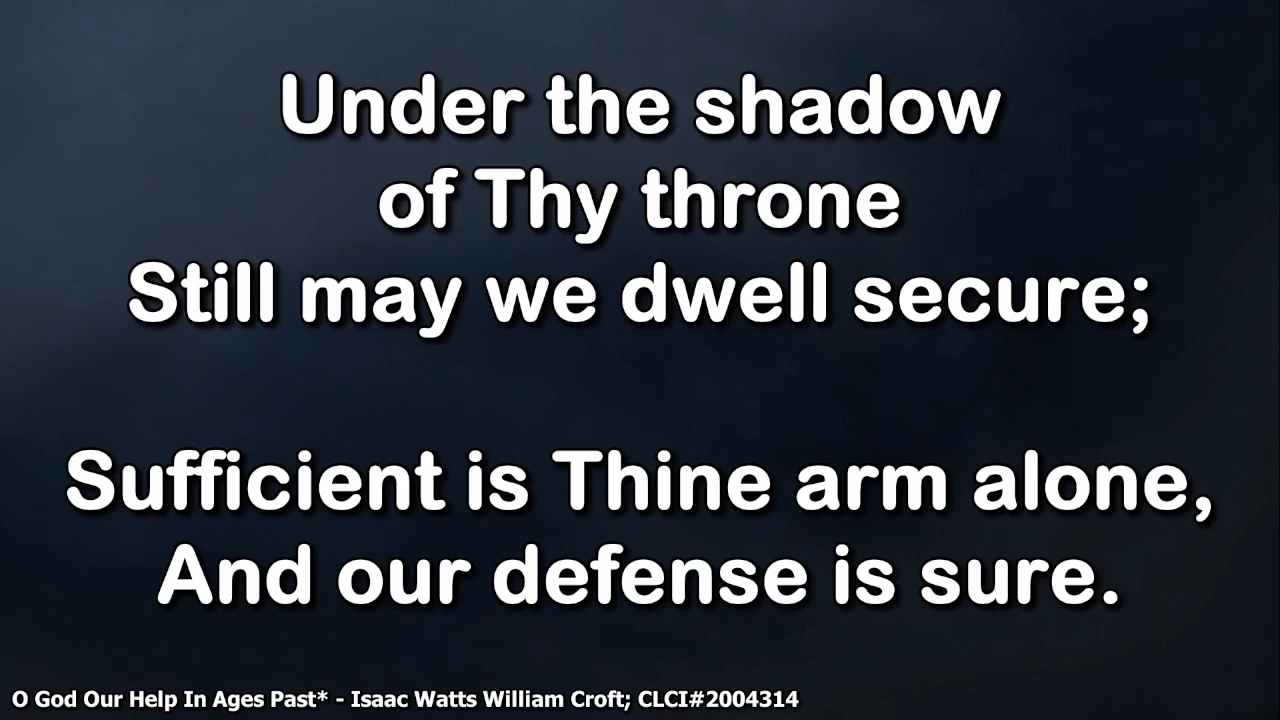 Under the shadow
of Thy throne
Still may we dwell secure;
Sufficient is Thine arm alone,
And our defense is sure.
O God Our Help In Ages Past* - Isaac Watts William Croft; CLCI#2004314